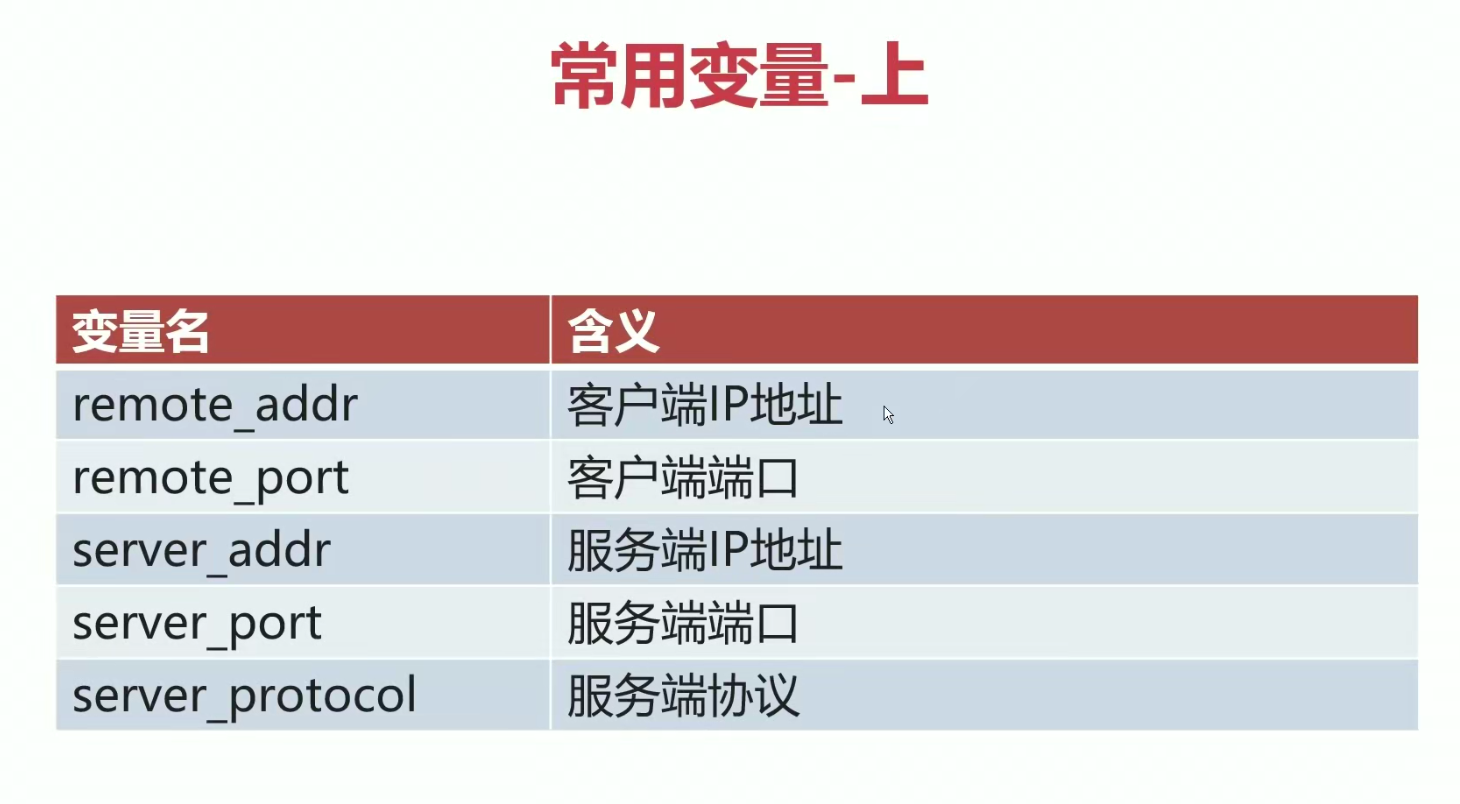 常用变量-上
变量名 含义
remote_addr 客户端IP地址
remote_port 客户端端口
server_addr 服务端IP地址
server_port 服务端端口
server_protocol 服务端协议